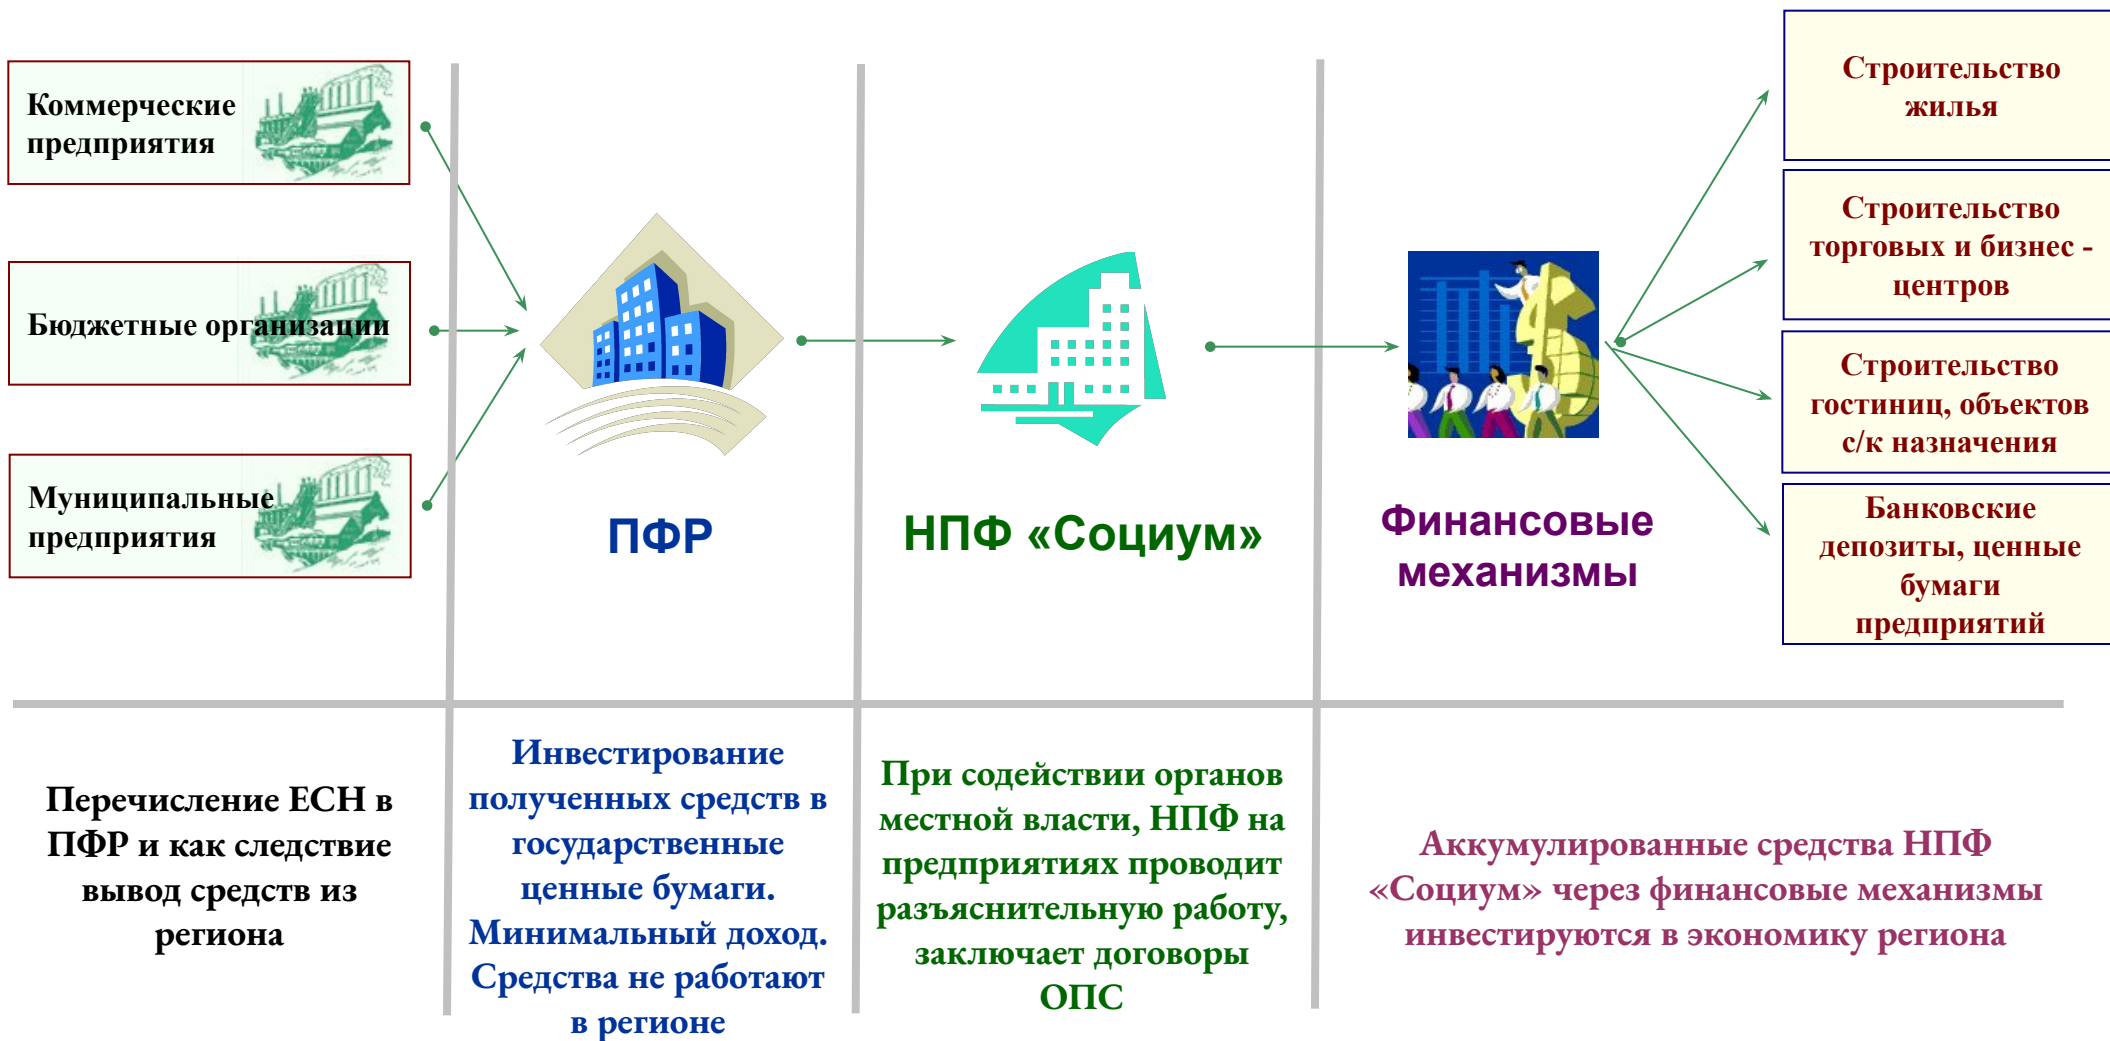 Коммерческие
предприятия
Бюджетные организации
Муниципальные
предприятия
ПФР
НПФ «Социум»
Финансовые
механизмы
Строительство
жилья
Строительство
торговых и бизнес -
центров
Строительство
гостиниц, объектов
с/к назначения
Банковские
депозиты, ценные
бумаги
предприятий
Перечисление ЕСН в
ПФР и как следствие
вывод средств из
региона
Инвестирование
полученных средств в
государственные
ценные бумаги.
Минимальный доход.
Средства не работают
в регионе
При содействии органов
местной власти, НПФ на
предприятиях проводит
разъяснительную работу,
заключает договоры
ОПС
Аккумулированные средства НПФ
«Социум» через финансовые механизмы
инвестируются в экономику региона